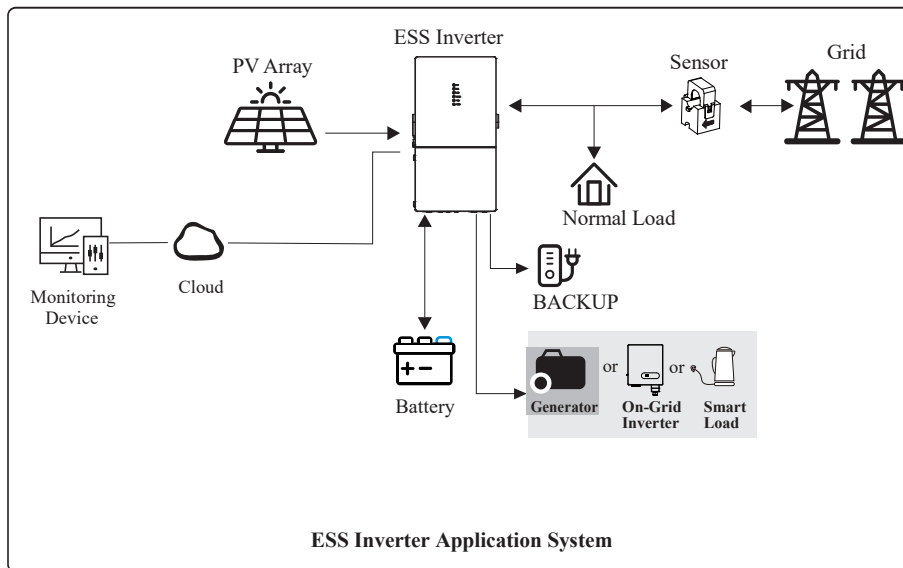 ESS Inverter
PV Array
Sensor
Grid
Normal Load
Monitoring
Device
Cloud
BACKUP
Battery
or
or
Generator
On-Grid
Inverter
Smart
Load
ESS Inverter Application System